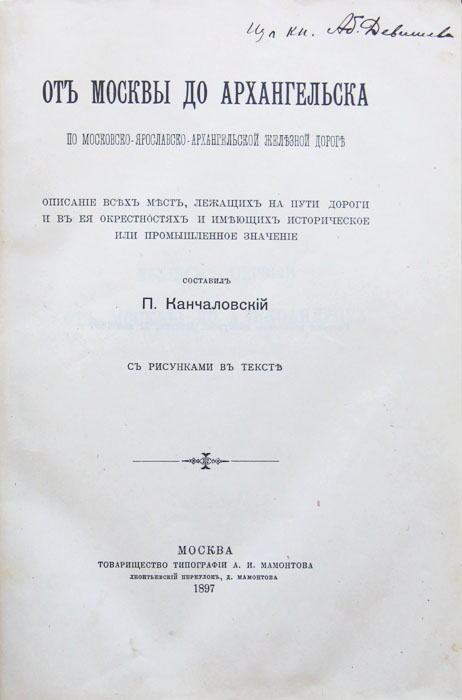 Изъ кн. Аб. Девишева
ОТЪ МОСКВЫ ДО АРХАНГЕЛЬСКА
ПО МОСКОВСКО-ЯРОСЛАВСКО-АРХАНГЕЛЬСКОЙ ЖЕЛѢЗНОЙ ДОРОГѢ
ОПИСАНІЕ ВСѢХЪ МѢСТЪ, ЛЕЖАЩИХЪ НА ПУТИ ДОРОГИ
И ВЪ ЕЯ ОКРЕСТНОСТЯХЪ И ИМѢЮЩИХЪ ИСТОРИЧЕСКОЕ
ИЛИ ПРОМЫШЛЕННОЕ ЗНАЧЕНІЕ
СОСТАВИЛЪ
П. Канчаловскій
СЪ РИСУНКАМИ ВЪ ТЕКСТѢ
МОСКВА
ТОВАРИЩЕСТВО ТИПОГРАФІИ А. И. МАМОНТОВА
ЛЕОНТЬЕВСКІЙ ПЕРЕУЛОКЪ, Д. МАМОНТОВА
1897